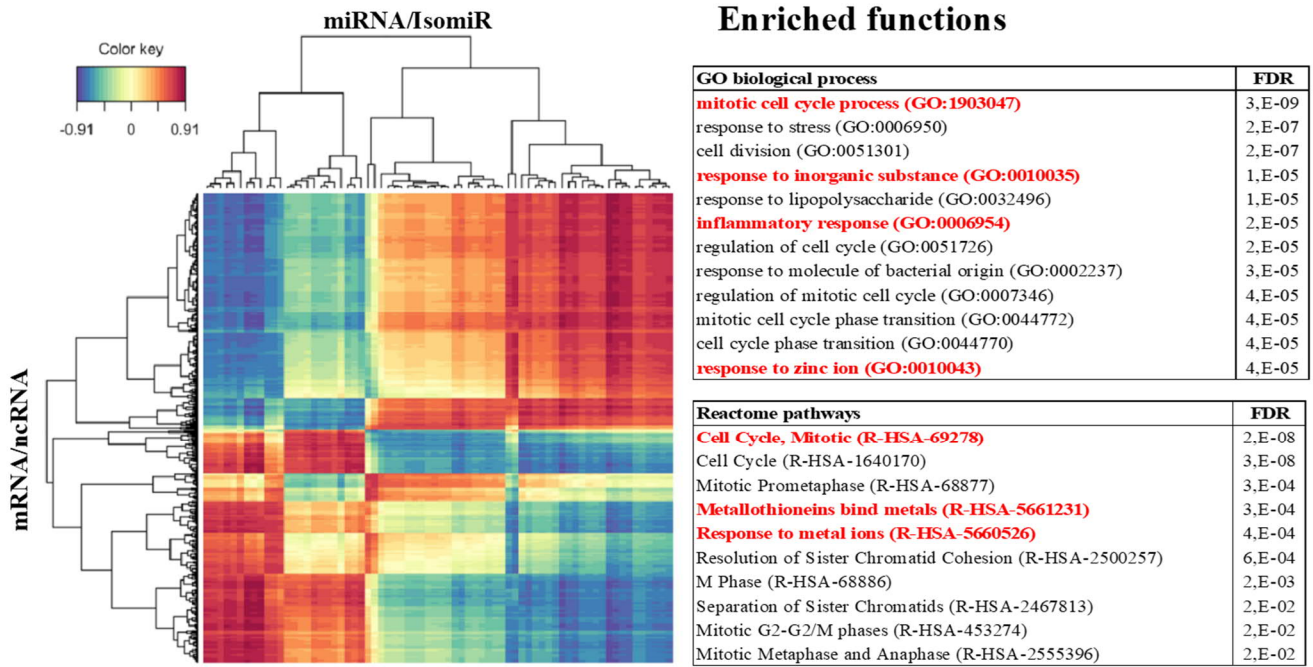 miRNA/IsomiR
Enriched functions
Color key
-0.91 0 0.91
mRNA/ncRNA
GO biological process FDR
mitotic cell cycle process (GO:1903047) 3,E-09
response to stress (GO:0006950) 2,E-07
cell division (GO:0051301) 2,E-07
response to inorganic substance (GO:0010035) 1,E-05
response to lipopolysaccharide (GO:0032496) 1,E-05
inflammatory response (GO:0006954) 2,E-05
regulation of cell cycle (GO:0051726) 2,E-05
response to molecule of bacterial origin (GO:0002237) 3,E-05
regulation of mitotic cell cycle (GO:0007346) 4,E-05
mitotic cell cycle phase transition (GO:0044772) 4,E-05
cell cycle phase transition (GO:0044770) 4,E-05
response to zinc ion (GO:0010043) 4,E-05
Reactome pathways FDR
Cell Cycle, Mitotic (R-HSA-69278) 2,E-08
Cell Cycle (R-HSA-1640170) 3,E-08
Mitotic Prometaphase (R-HSA-68877) 3,E-04
Metallothioneins bind metals (R-HSA-5661231) 3,E-04
Response to metal ions (R-HSA-5660526) 4,E-04
Resolution of Sister Chromatid Cohesion (R-HSA-2500257) 6,E-04
M Phase (R-HSA-68886) 2,E-03
Separation of Sister Chromatids (R-HSA-2467813) 2,E-02
Mitotic G2-G2/M phases (R-HSA-453274) 2,E-02
Mitotic Metaphase and Anaphase (R-HSA-2555396) 2,E-02